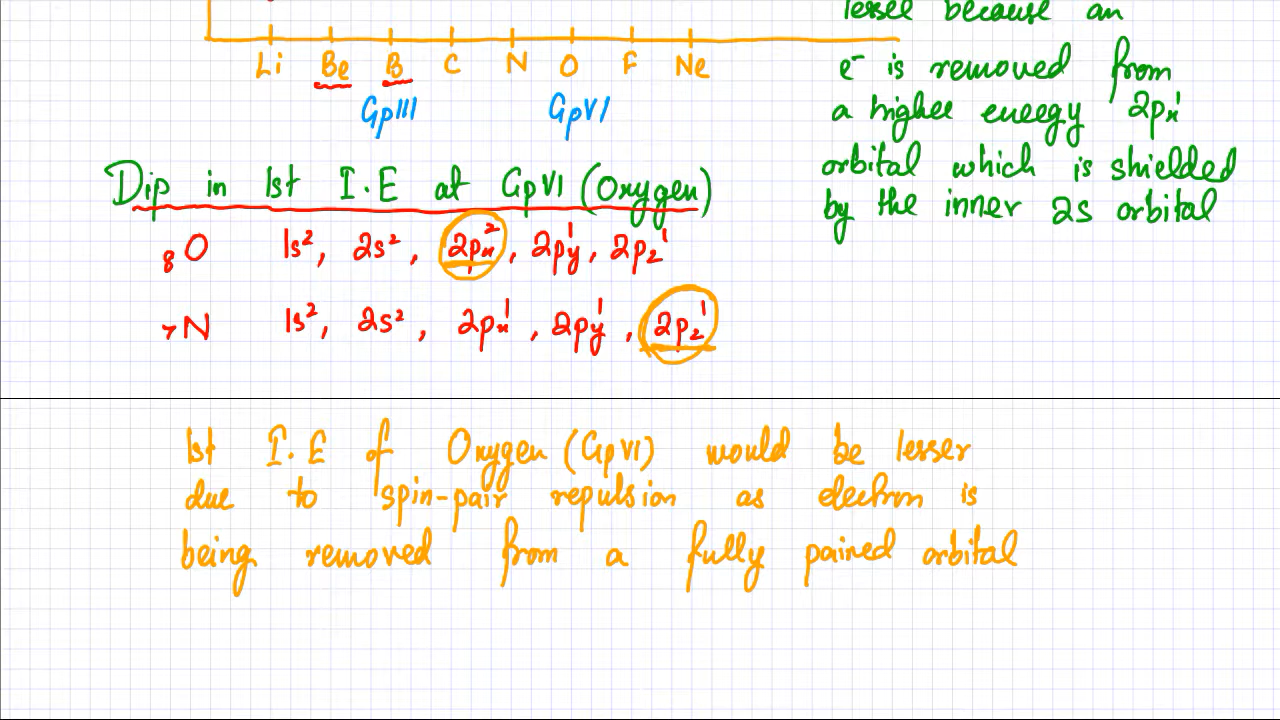 lesser because an
e⁻ is removed from
a higher energy 2pₓ¹
orbital which is shielded
by the inner 2s orbital
Li Be B C N O F Ne
GpIII GpVI
Dip in 1st I.E at GpVI (Oxygen)
₈O 1s², 2s², 2pₓ², 2py¹, 2pz¹
₇N 1s², 2s², 2pₓ¹, 2py¹, 2pz¹
1st I.E of Oxygen (GpVI) would be lesser
due to spin-pair repulsion as electron is
being removed from a fully paired orbital